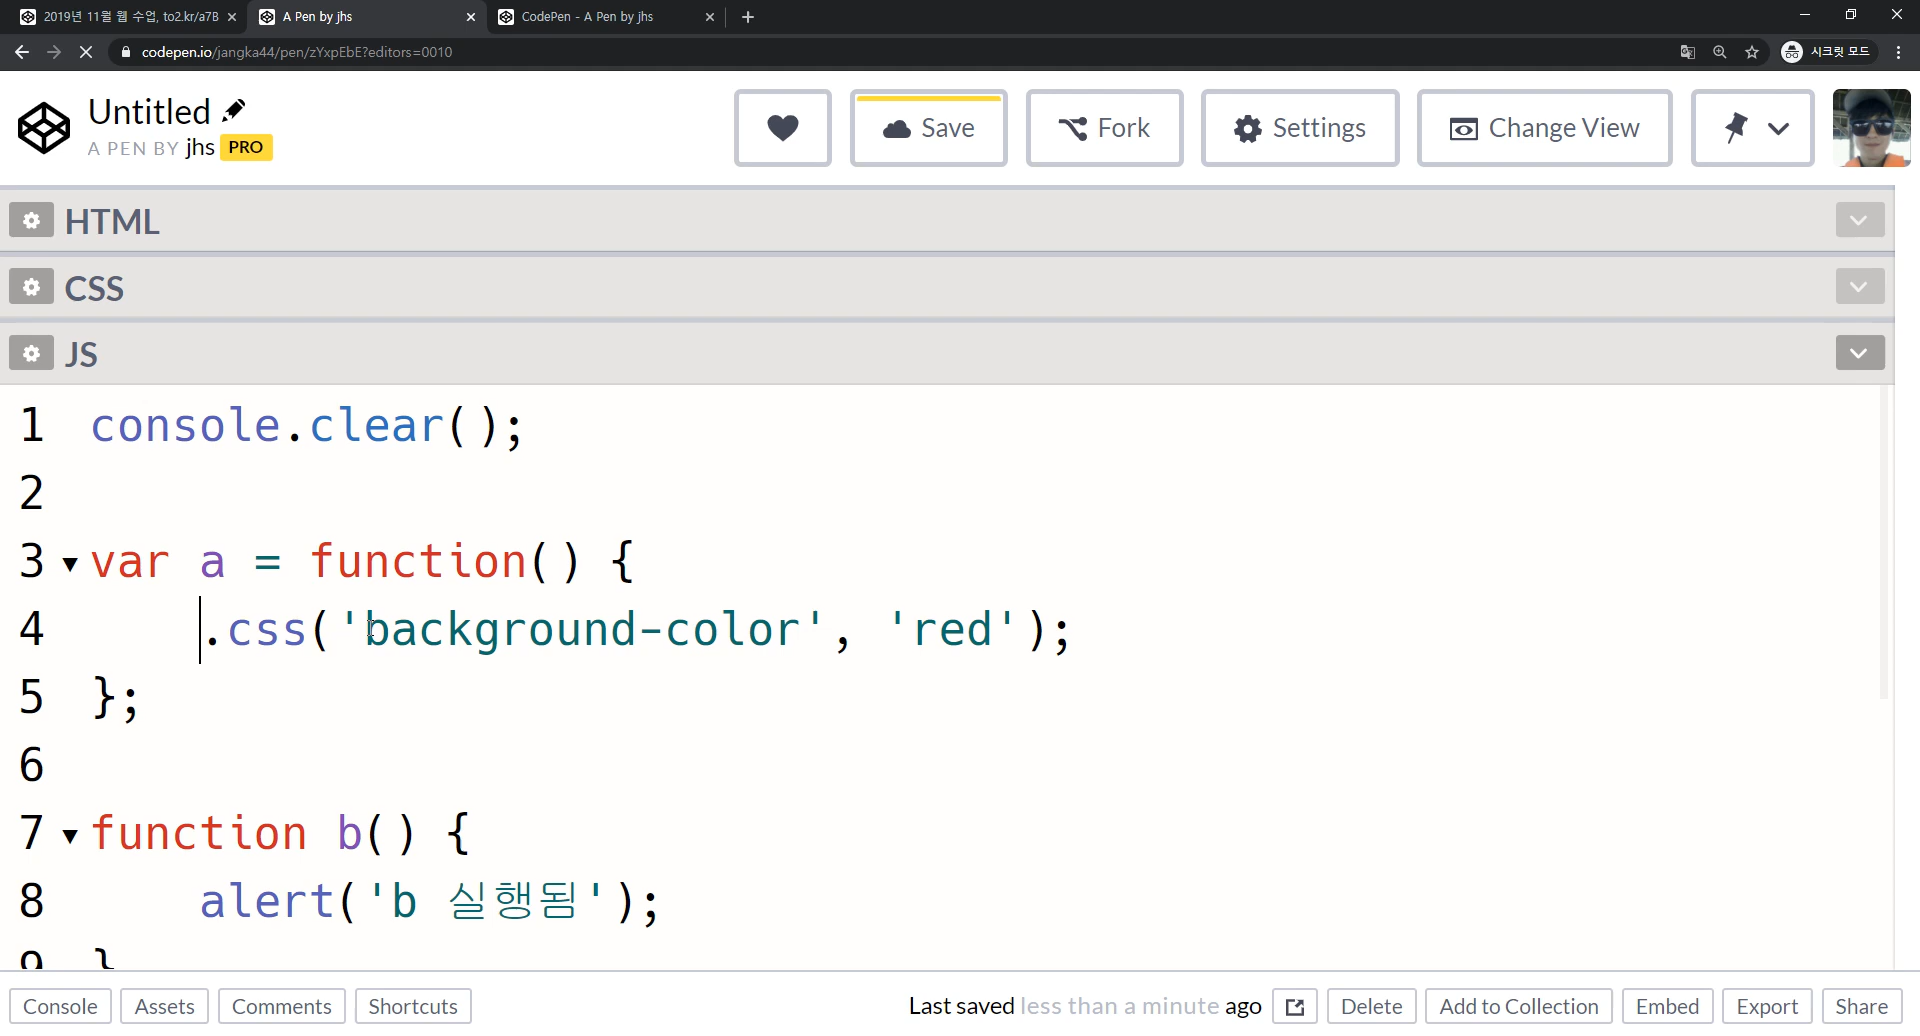 2019년 11월 웹 수업, to2.kr/a7B
A Pen by jhs
CodePen - A Pen by jhs
codepen.io/jangka44/pen/zYxpEbE?editors=0010
시크릿 모드
Untitled
A PEN BY jhs PRO
Save
Fork
Settings
Change View
HTML
CSS
JS
1 console.clear();
2
3 var a = function() {
4 .css('background-color', 'red');
5 };
6
7 function b() {
8 alert('b 실행됨');
9 }
Console
Assets
Comments
Shortcuts
Last saved less than a minute ago
Delete
Add to Collection
Embed
Export
Share